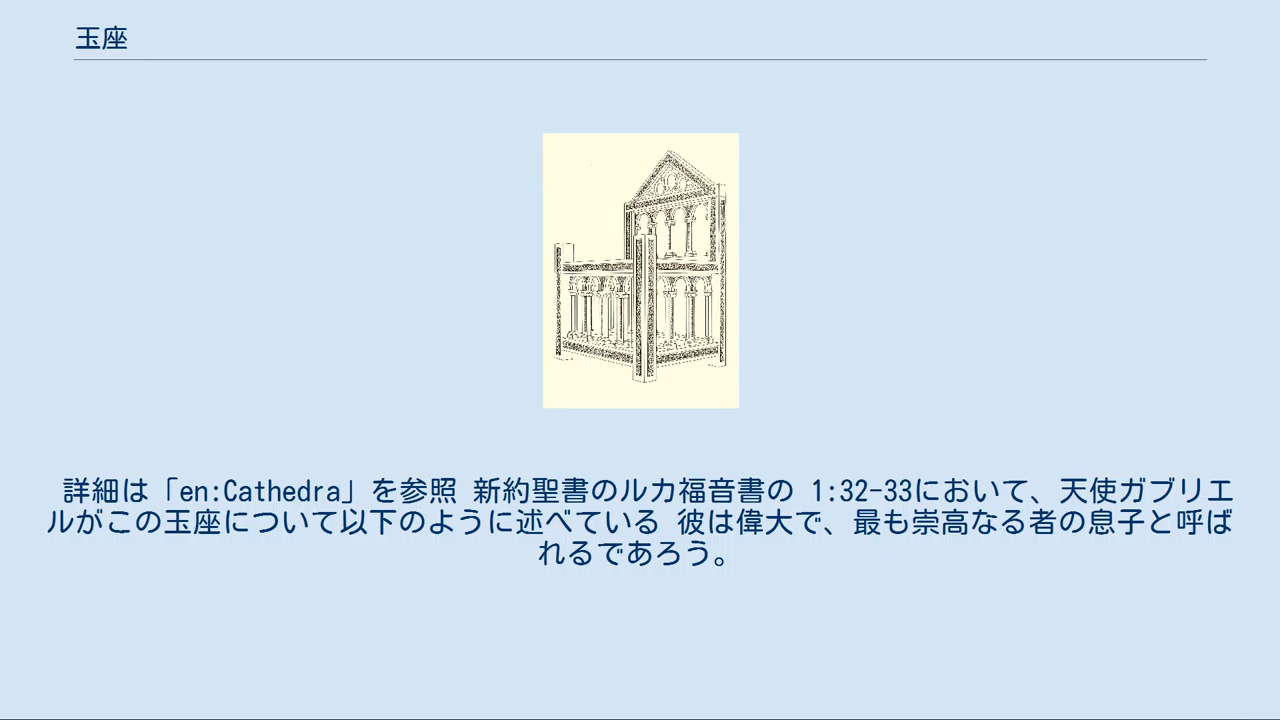 玉座
詳細は「en:Cathedra」を参照 新約聖書のルカ福音書の 1:32-33において、天使ガブリエ
ルがこの玉座について以下のように述べている 彼は偉大で、最も崇高なる者の息子と呼ば
れるであろう。